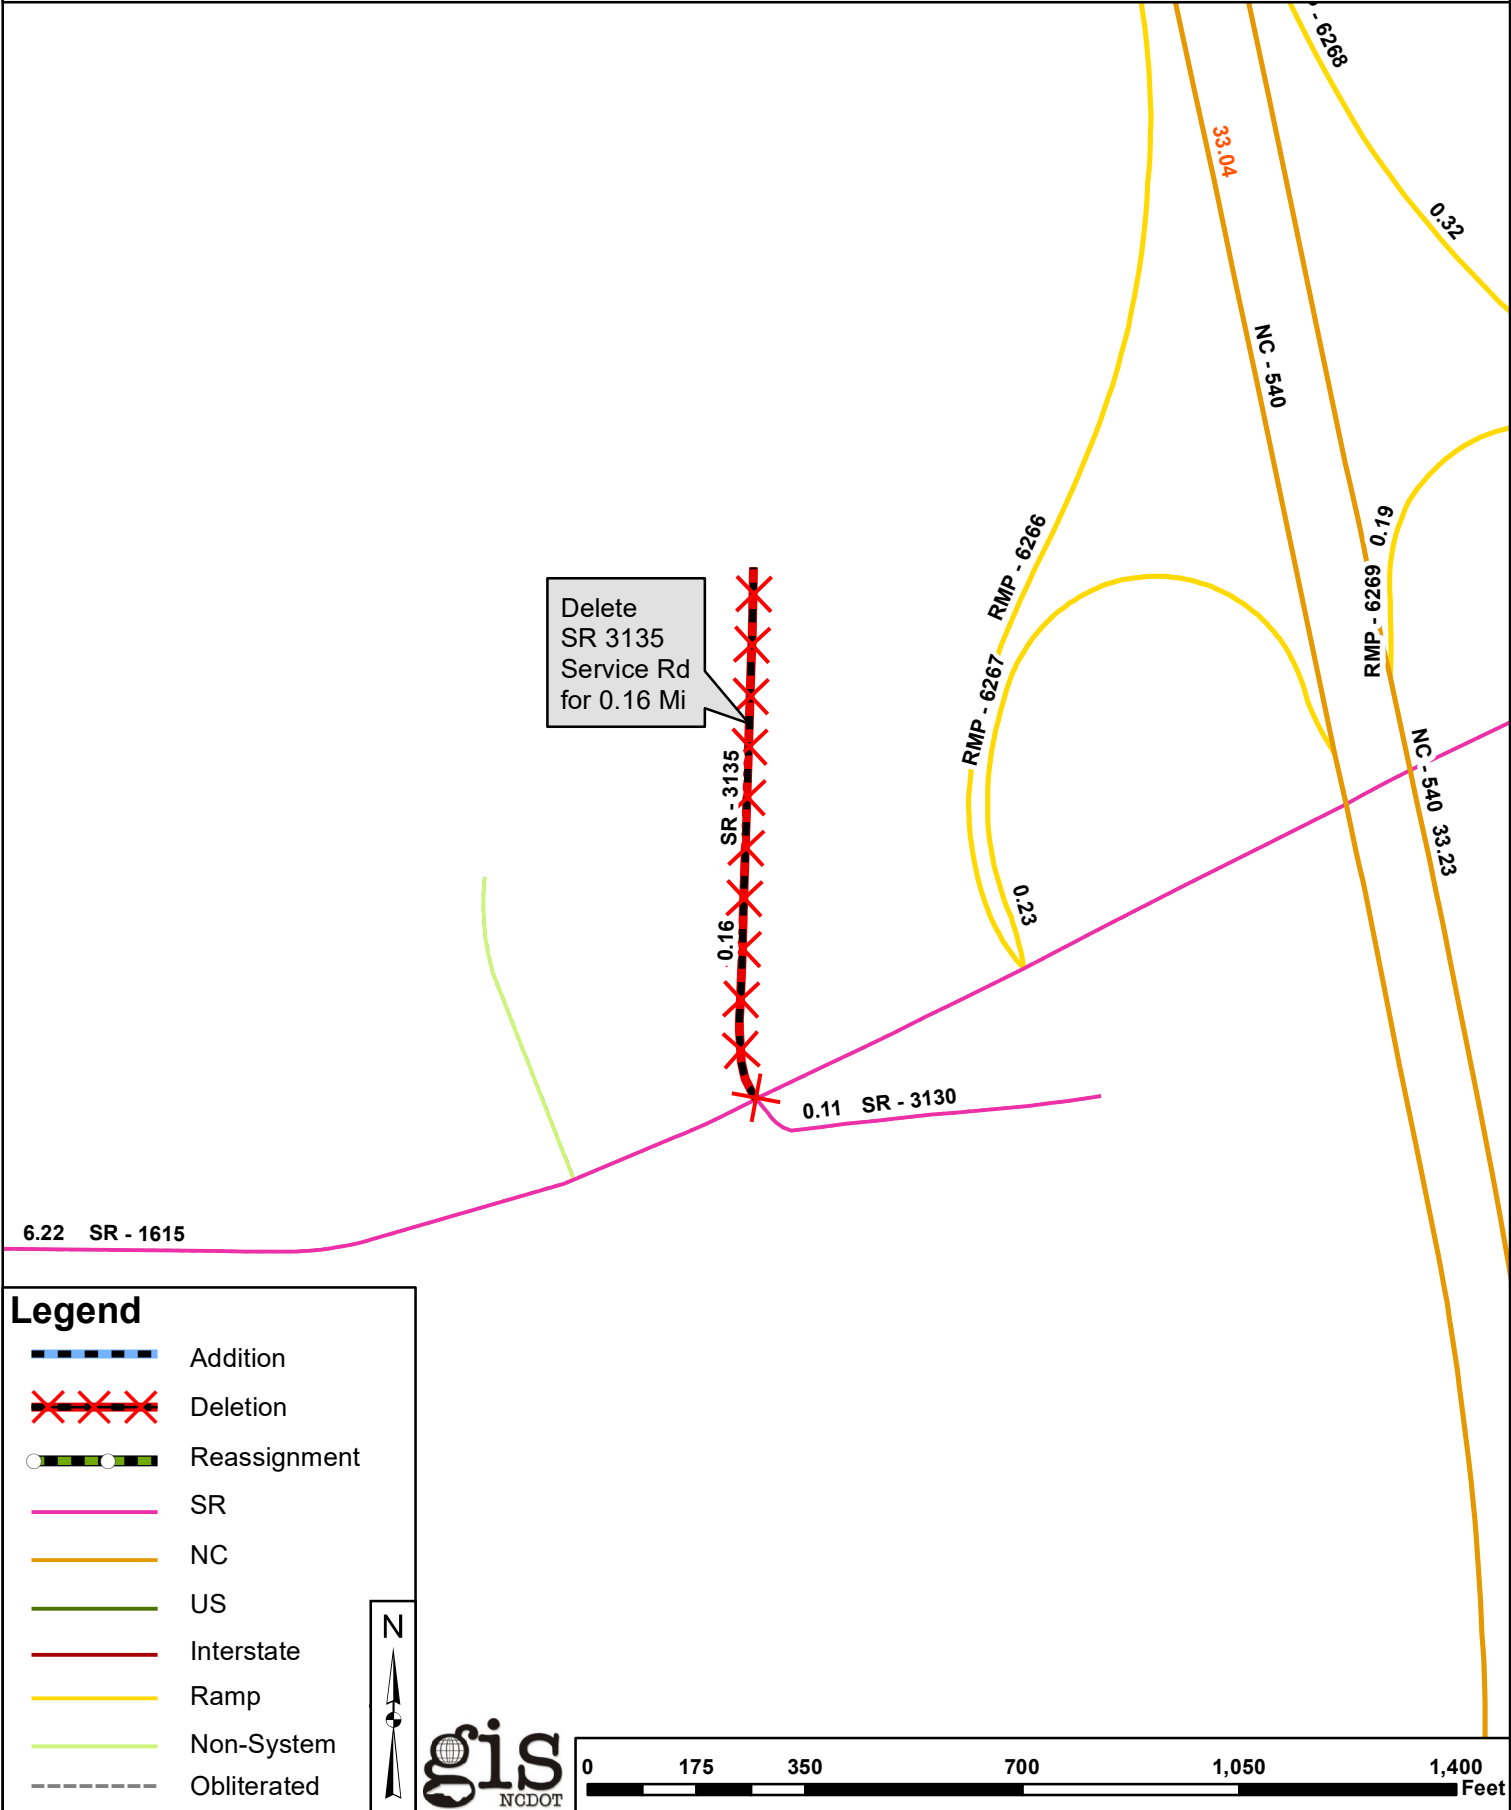 - 6268
33.04
0.32
NC - 540
0.19
RMP - 6266
RMP - 6269
Delete
SR 3135
Service Rd
for 0.16 Mi
RMP - 6267
SR - 3135
NC - 540 33.23
0.23
0.16
0.11 SR - 3130
6.22 SR - 1615
Legend
Addition
Deletion
Reassignment
SR
NC
US
Interstate
Ramp
Non-System
Obliterated
N
gis
NCDOT
0 175 350 700 1,050 1,400
Feet